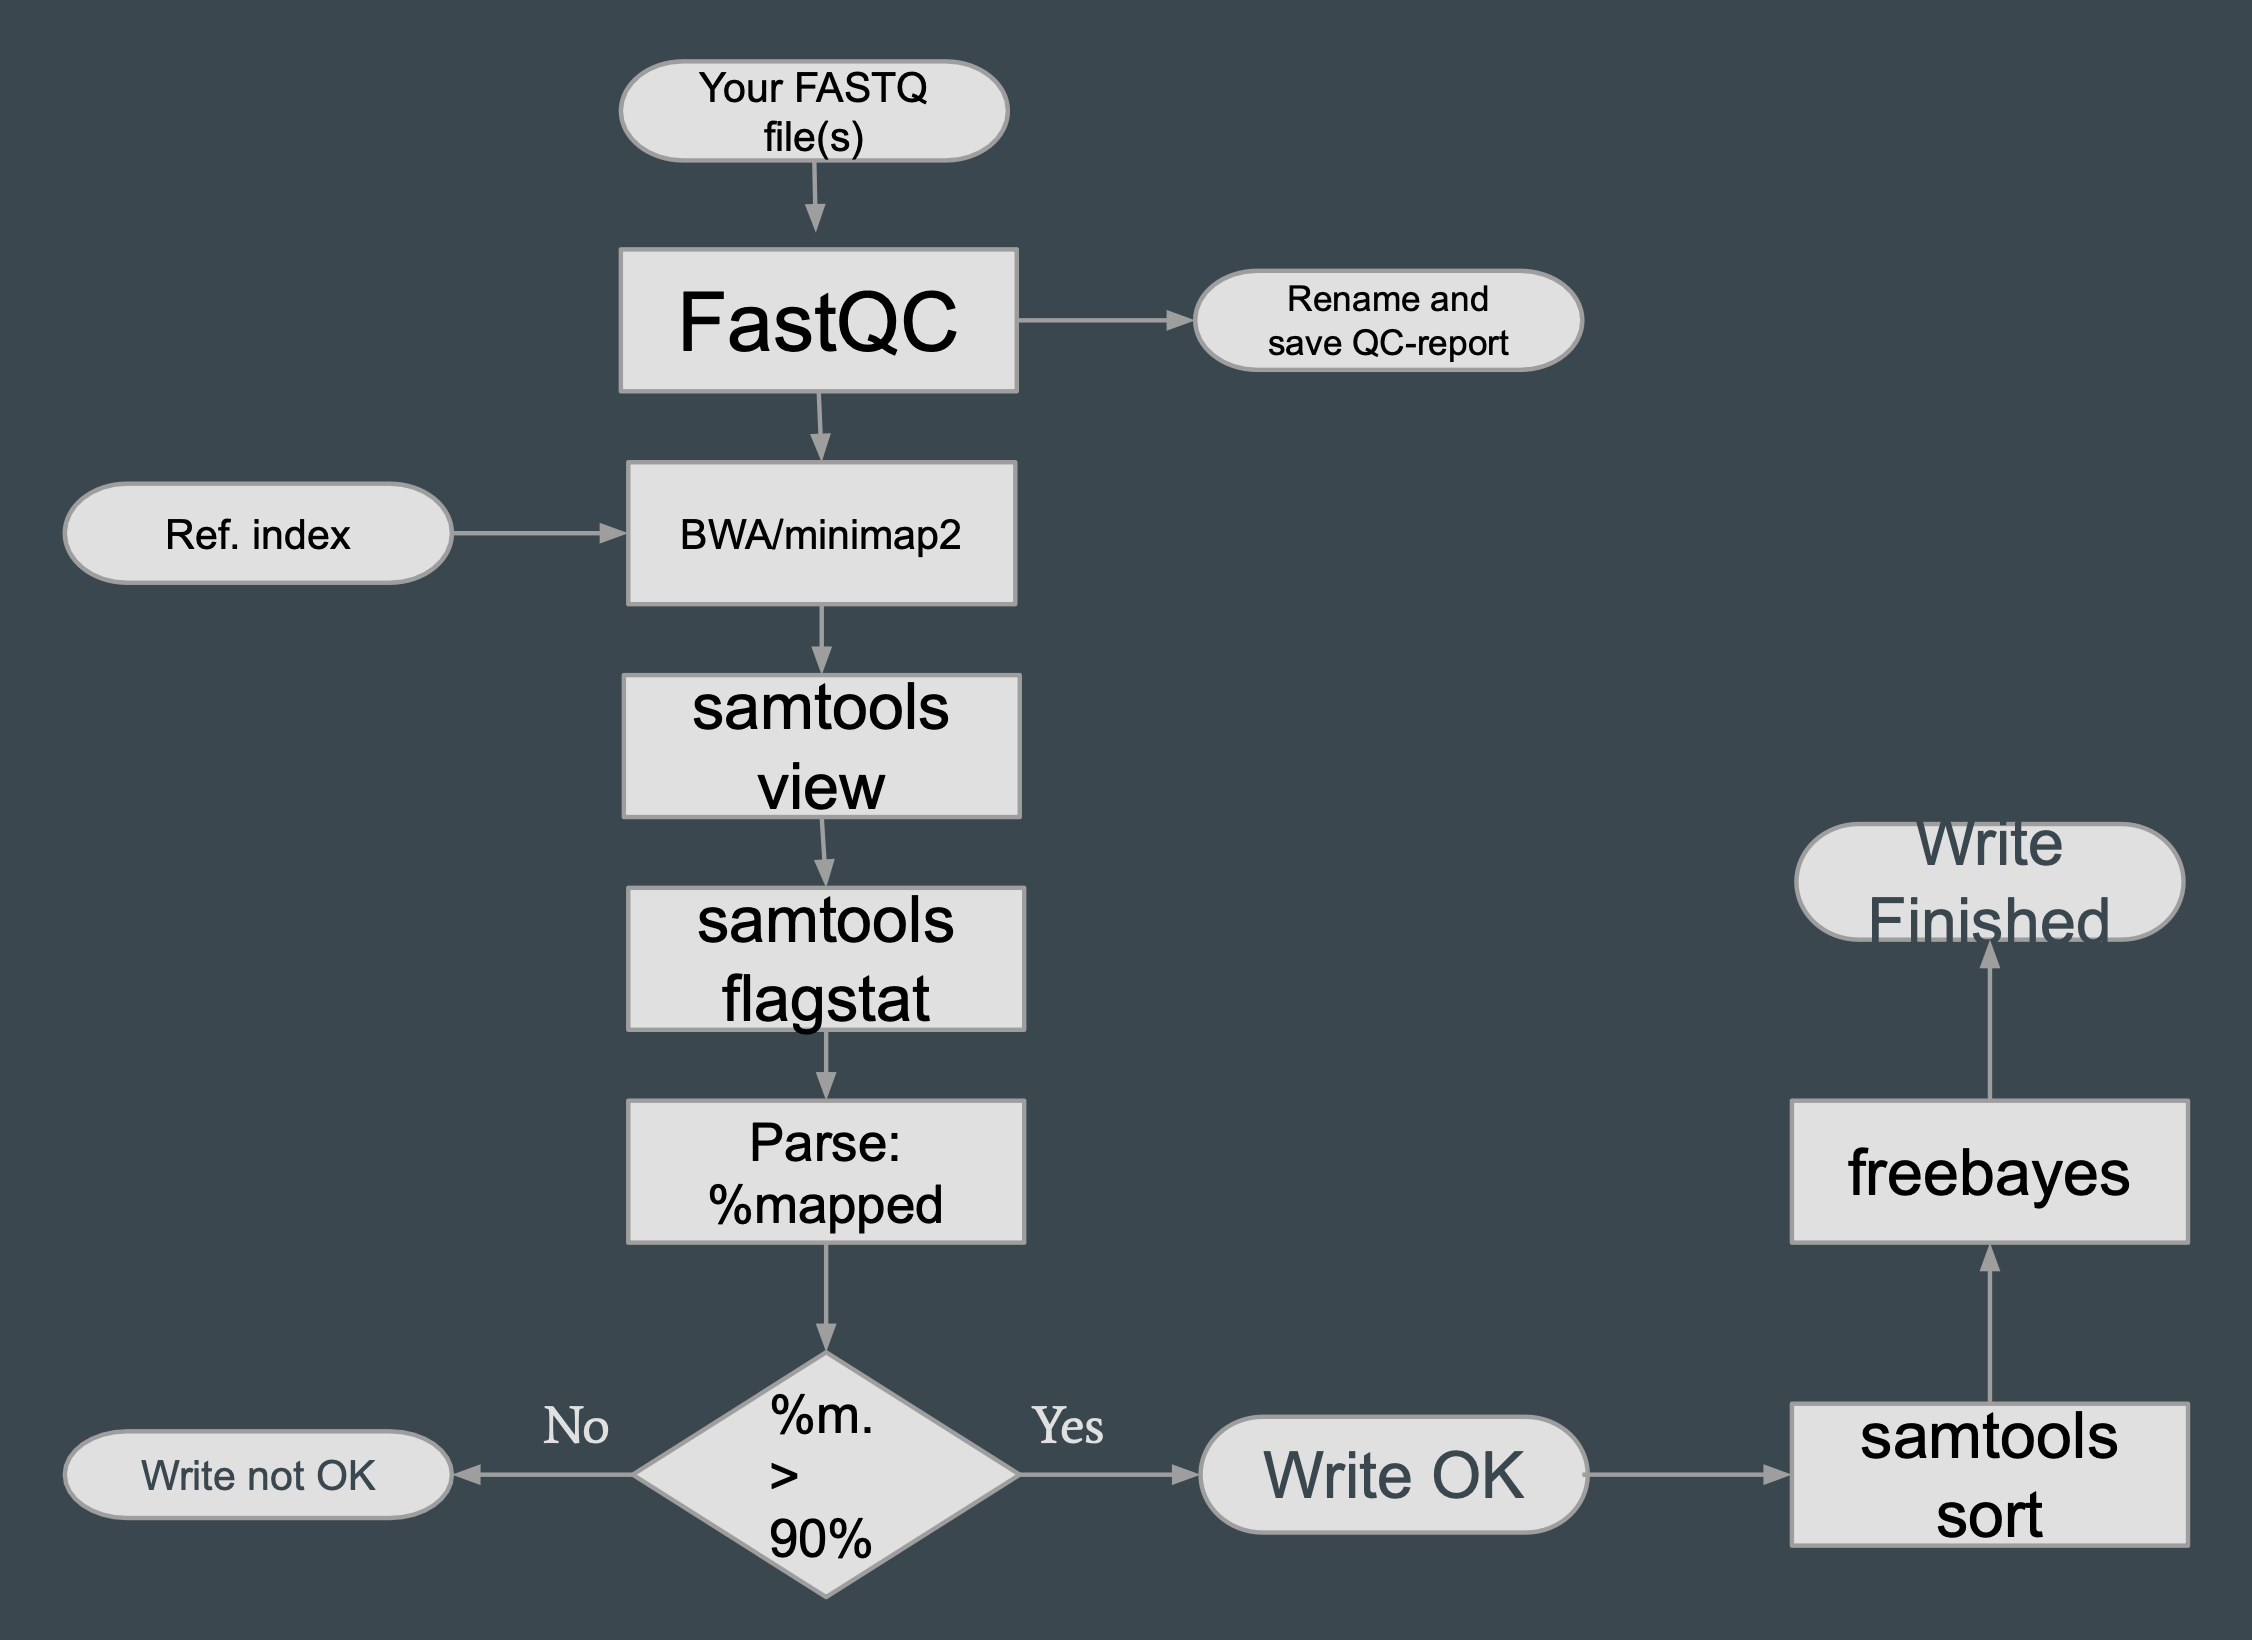 Your FASTQ
file(s)
FastQC
Rename and
save QC-report
Ref. index
BWA/minimap2
samtools
view
samtools
flagstat
Parse:
%mapped
%m.
>
90%
No
Write not OK
Yes
Write OK
samtools
sort
freebayes
Write
Finished